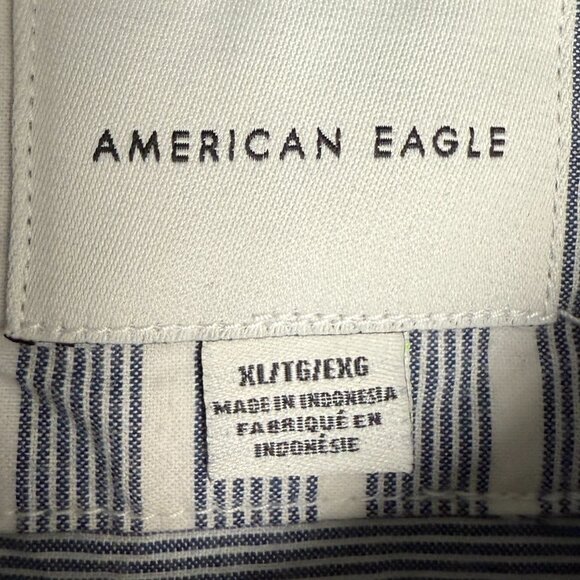 AMERICAN EAGLE
XL/TG/EXG
MADE IN INDONESIA
FABRIQUÉ EN
INDONÉSIE